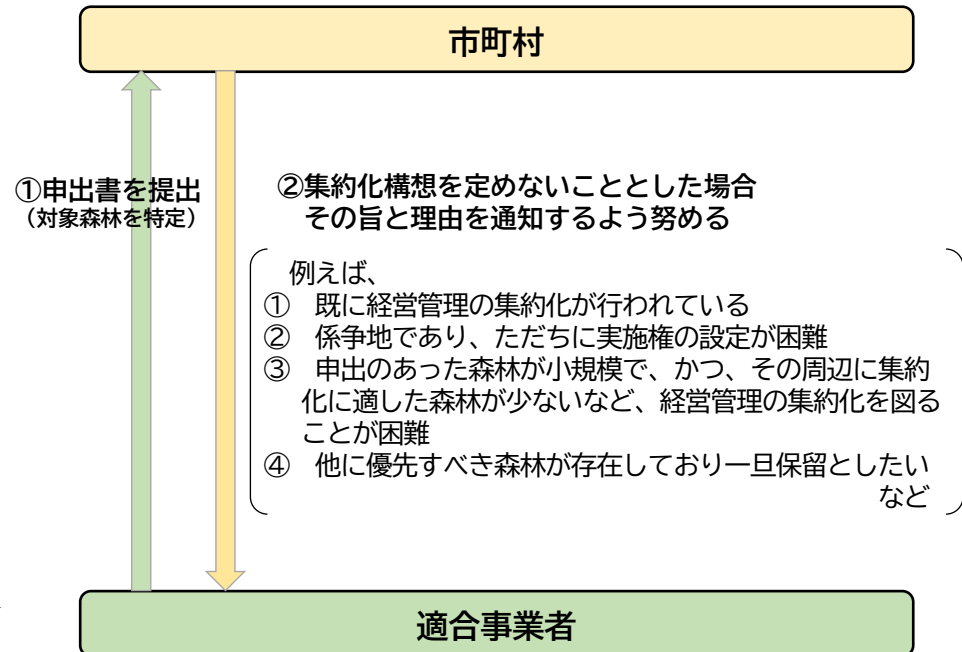 市町村
①申出書を提出
（対象森林を特定）
②集約化構想を定めないこととした場合
その旨と理由を通知するよう努める
例えば、
①　既に経営管理の集約化が行われている
②　係争地であり、ただちに実施権の設定が困難
③　申出のあった森林が小規模で、かつ、その周辺に集約
化に適した森林が少ないなど、経営管理の集約化を図る
ことが困難
④　他に優先すべき森林が存在しており一旦保留としたい
など
適合事業者